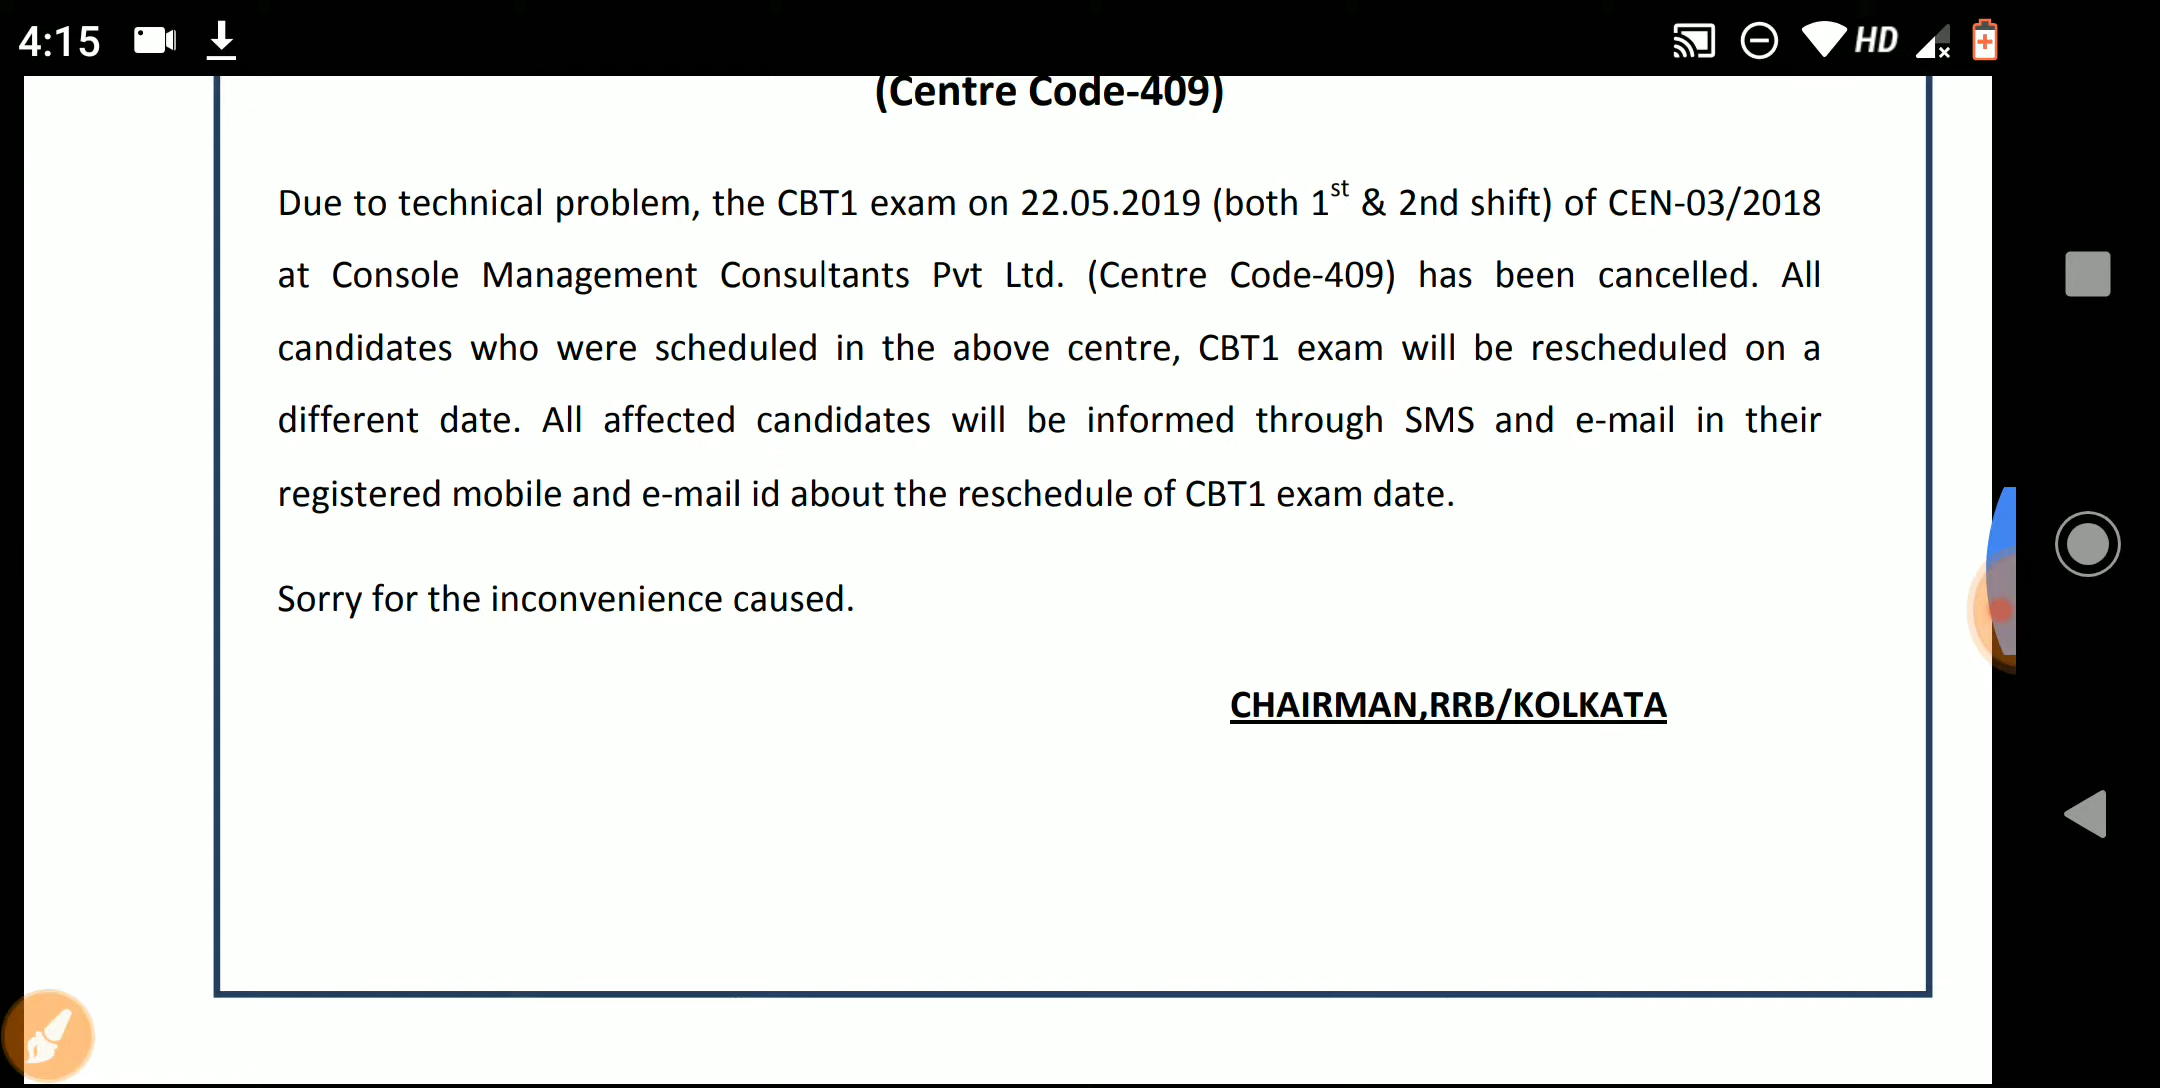 4:15 HD
(Centre Code-409)
Due to technical problem, the CBT1 exam on 22.05.2019 (both 1st & 2nd shift) of CEN-03/2018
at Console Management Consultants Pvt Ltd. (Centre Code-409) has been cancelled. All
candidates who were scheduled in the above centre, CBT1 exam will be rescheduled on a
different date. All affected candidates will be informed through SMS and e-mail in their
registered mobile and e-mail id about the reschedule of CBT1 exam date.
Sorry for the inconvenience caused.
CHAIRMAN,RRB/KOLKATA